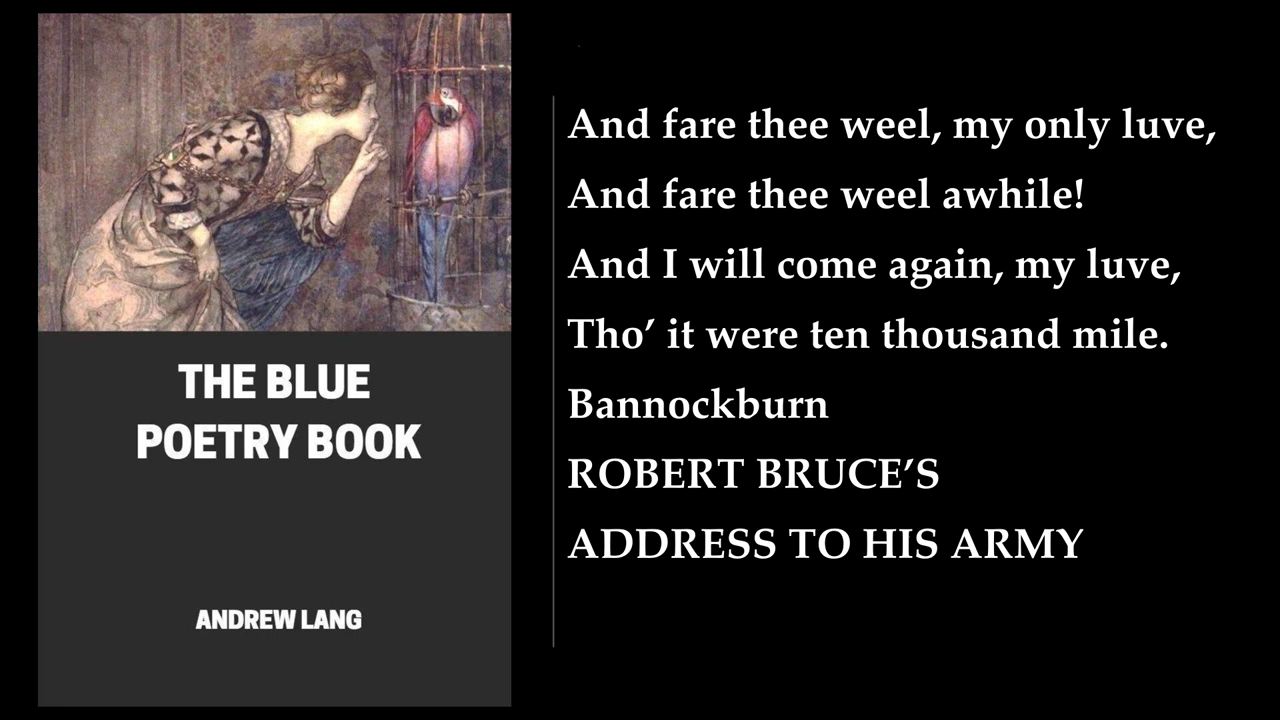 THE BLUE
POETRY BOOK
ANDREW LANG
And fare thee weel, my only luve,
And fare thee weel awhile!
And I will come again, my luve,
Tho’ it were ten thousand mile.
Bannockburn
ROBERT BRUCE’S
ADDRESS TO HIS ARMY